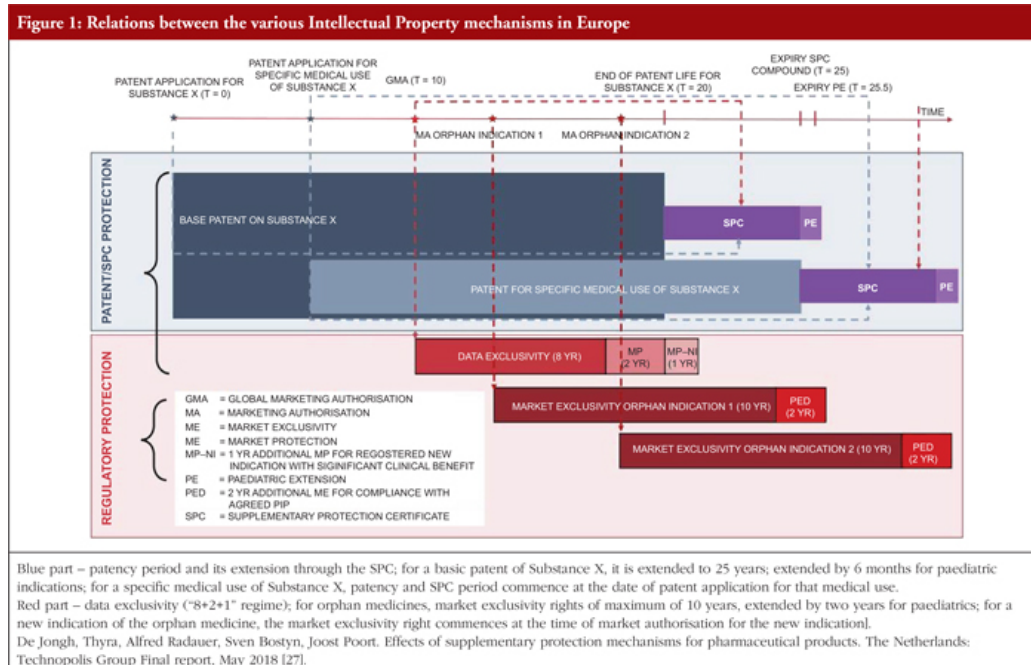 Figure 1: Relations between the various Intellectual Property mechanisms in Europe
PATENT APPLICATION FOR
SUBSTANCE X (T = 0)
PATENT APPLICATION FOR
SPECIFIC MEDICAL USE
OF SUBSTANCE X
GMA (T = 10)
END OF PATENT LIFE FOR
SUBSTANCE X (T = 20)
EXPIRY SPC
COMPOUND (T = 25)
EXPIRY PE (T = 25.5)
TIME
MA ORPHAN INDICATION 1
MA ORPHAN INDICATION 2
PATENT/SPC PROTECTION
BASE PATENT ON SUBSTANCE X
SPC
PE
PATENT FOR SPECIFIC MEDICAL USE OF SUBSTANCE X
SPC
PE
REGULATORY PROTECTION
DATA EXCLUSIVITY (8 YR)
MP
(2 YR)
MP–NI
(1 YR)
MARKET EXCLUSIVITY ORPHAN INDICATION 1 (10 YR)
PED
(2 YR)
MARKET EXCLUSIVITY ORPHAN INDICATION 2 (10 YR)
PED
(2 YR)
GMA = GLOBAL MARKETING AUTHORISATION
MA = MARKETING AUTHORISATION
ME = MARKET EXCLUSIVITY
ME = MARKET PROTECTION
MP–NI = 1 YR ADDITIONAL MP FOR REGOSTERED NEW
INDICATION WITH SIGINIFICANT CLINICAL BENEFIT
PE = PAEDIATRIC EXTENSION
PED = 2 YR ADDITIONAL ME FOR COMPLIANCE WITH
AGREED PIP
SPC = SUPPLEMENTARY PROTECTION CERTIFICATE
Blue part – patency period and its extension through the SPC; for a basic patent of Substance X, it is extended to 25 years; extended by 6 months for paediatric
indications; for a specific medical use of Substance X, patency and SPC period commence at the date of patent application for that medical use.
Red part – data exclusivity (“8+2+1” regime); for orphan medicines, market exclusivity rights of maximum of 10 years, extended by two years for paediatrics; for a
new indication of the orphan medicine, the market exclusivity right commences at the time of market authorisation for the new indication].
De Jongh, Thyra, Alfred Radauer, Sven Bostyn, Joost Poort. Effects of supplementary protection mechanisms for pharmaceutical products. The Netherlands:
Technopolis Group Final report. May 2018 [27].